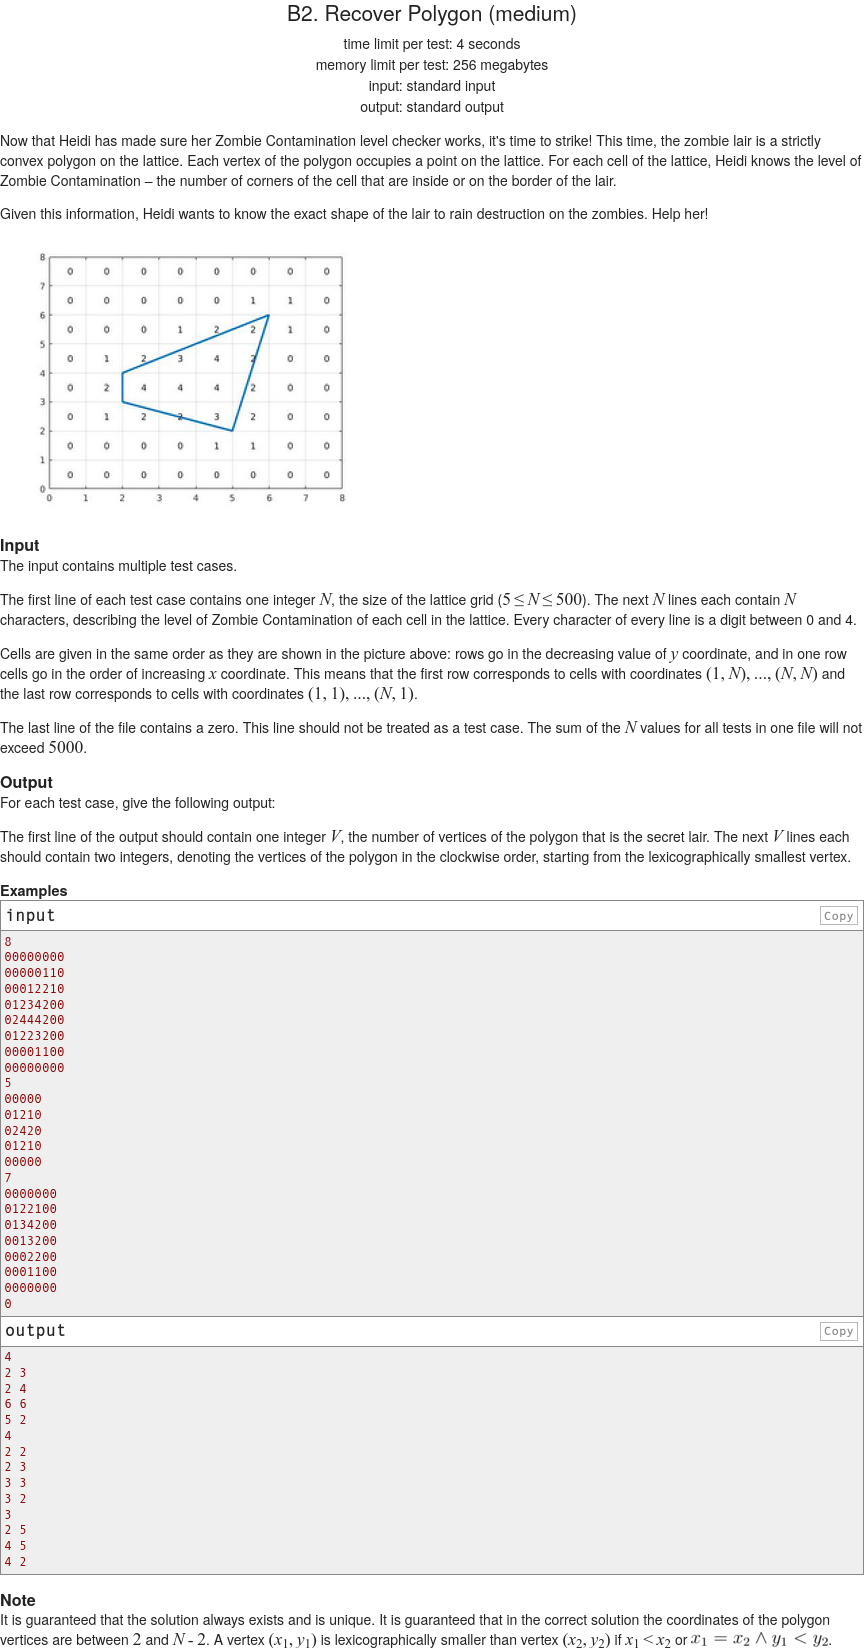 B2. Recover Polygon (medium)
time limit per test: 4 seconds
memory limit per test: 256 megabytes
input: standard input
output: standard output
Now that Heidi has made sure her Zombie Contamination level checker works, it's time to strike! This time, the zombie lair is a strictly
convex polygon on the lattice. Each vertex of the polygon occupies a point on the lattice. For each cell of the lattice, Heidi knows the level of
Zombie Contamination – the number of corners of the cell that are inside or on the border of the lair.
Given this information, Heidi wants to know the exact shape of the lair to rain destruction on the zombies. Help her!
8
0 0 0 0 0 0 0 0
7
0 0 0 0 0 1 1 0
6
0 0 0 1 2 2 1 0
5
0 1 2 3 4 2 0 0
4
0 2 4 4 4 2 0 0
3
0 1 2 2 3 2 0 0
2
0 0 0 0 1 1 0 0
1
0 0 0 0 0 0 0 0
0
0 1 2 3 4 5 6 7 8
Input
The input contains multiple test cases.
The first line of each test case contains one integer N, the size of the lattice grid (5 ≤ N ≤ 500). The next N lines each contain N
characters, describing the level of Zombie Contamination of each cell in the lattice. Every character of every line is a digit between 0 and 4.
Cells are given in the same order as they are shown in the picture above: rows go in the decreasing value of y coordinate, and in one row
cells go in the order of increasing x coordinate. This means that the first row corresponds to cells with coordinates (1, N), ..., (N, N) and
the last row corresponds to cells with coordinates (1, 1), ..., (N, 1).
The last line of the file contains a zero. This line should not be treated as a test case. The sum of the N values for all tests in one file will not
exceed 5000.
Output
For each test case, give the following output:
The first line of the output should contain one integer V, the number of vertices of the polygon that is the secret lair. The next V lines each
should contain two integers, denoting the vertices of the polygon in the clockwise order, starting from the lexicographically smallest vertex.
Examples
input Copy
8
00000000
00000110
00012210
01234200
02444200
01223200
00001100
00000000
5
00000
01210
02420
01210
00000
7
0000000
0122100
0134200
0013200
0002200
0001100
0000000
0
output Copy
4
2 3
2 4
6 6
5 2
4
2 2
2 3
3 3
3 2
3
2 5
4 5
4 2
Note
It is guaranteed that the solution always exists and is unique. It is guaranteed that in the correct solution the coordinates of the polygon
vertices are between 2 and N - 2. A vertex (x₁, y₁) is lexicographically smaller than vertex (x₂, y₂) if x₁ < x₂ or x₁ = x₂ ∧ y₁ < y₂.